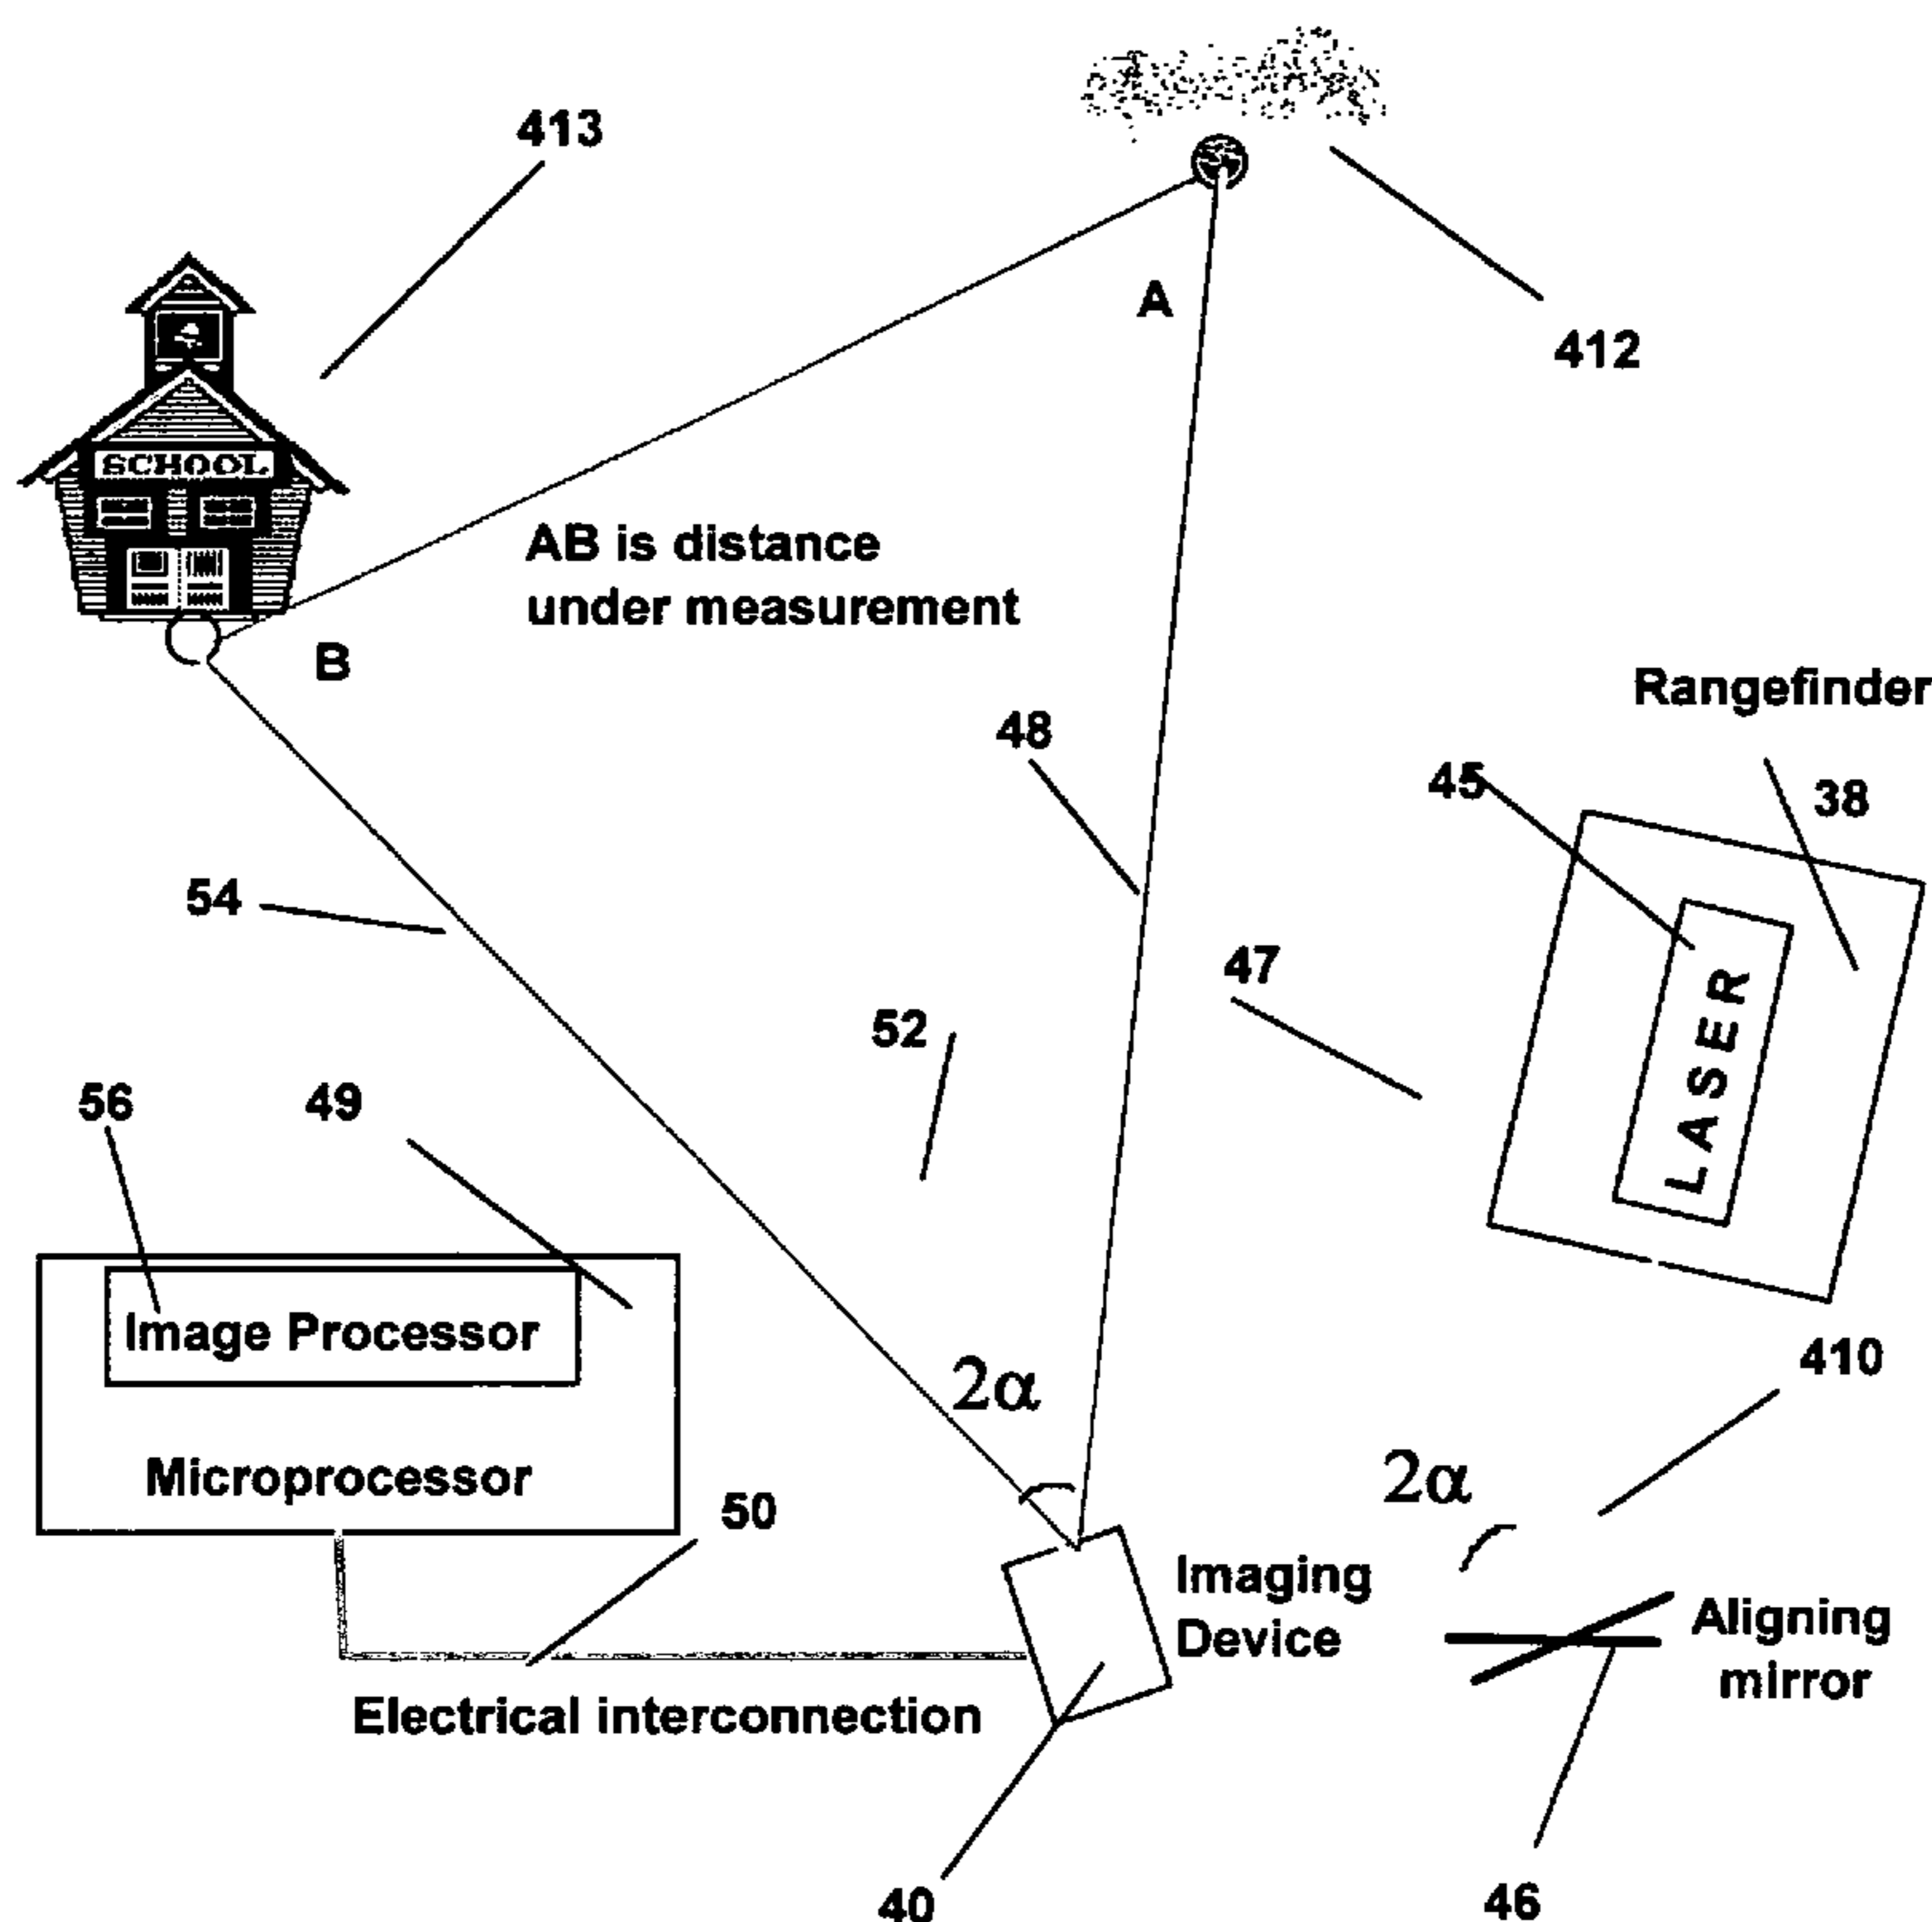 413
412
A
SCHOOL
AB is distance
under measurement
B
Rangefinder
48
45
38
54
47
52
LASER
56
49
Image Processor
410
2α
Microprocessor
2α
50
Imaging
Device
Aligning
mirror
Electrical interconnection
40
46